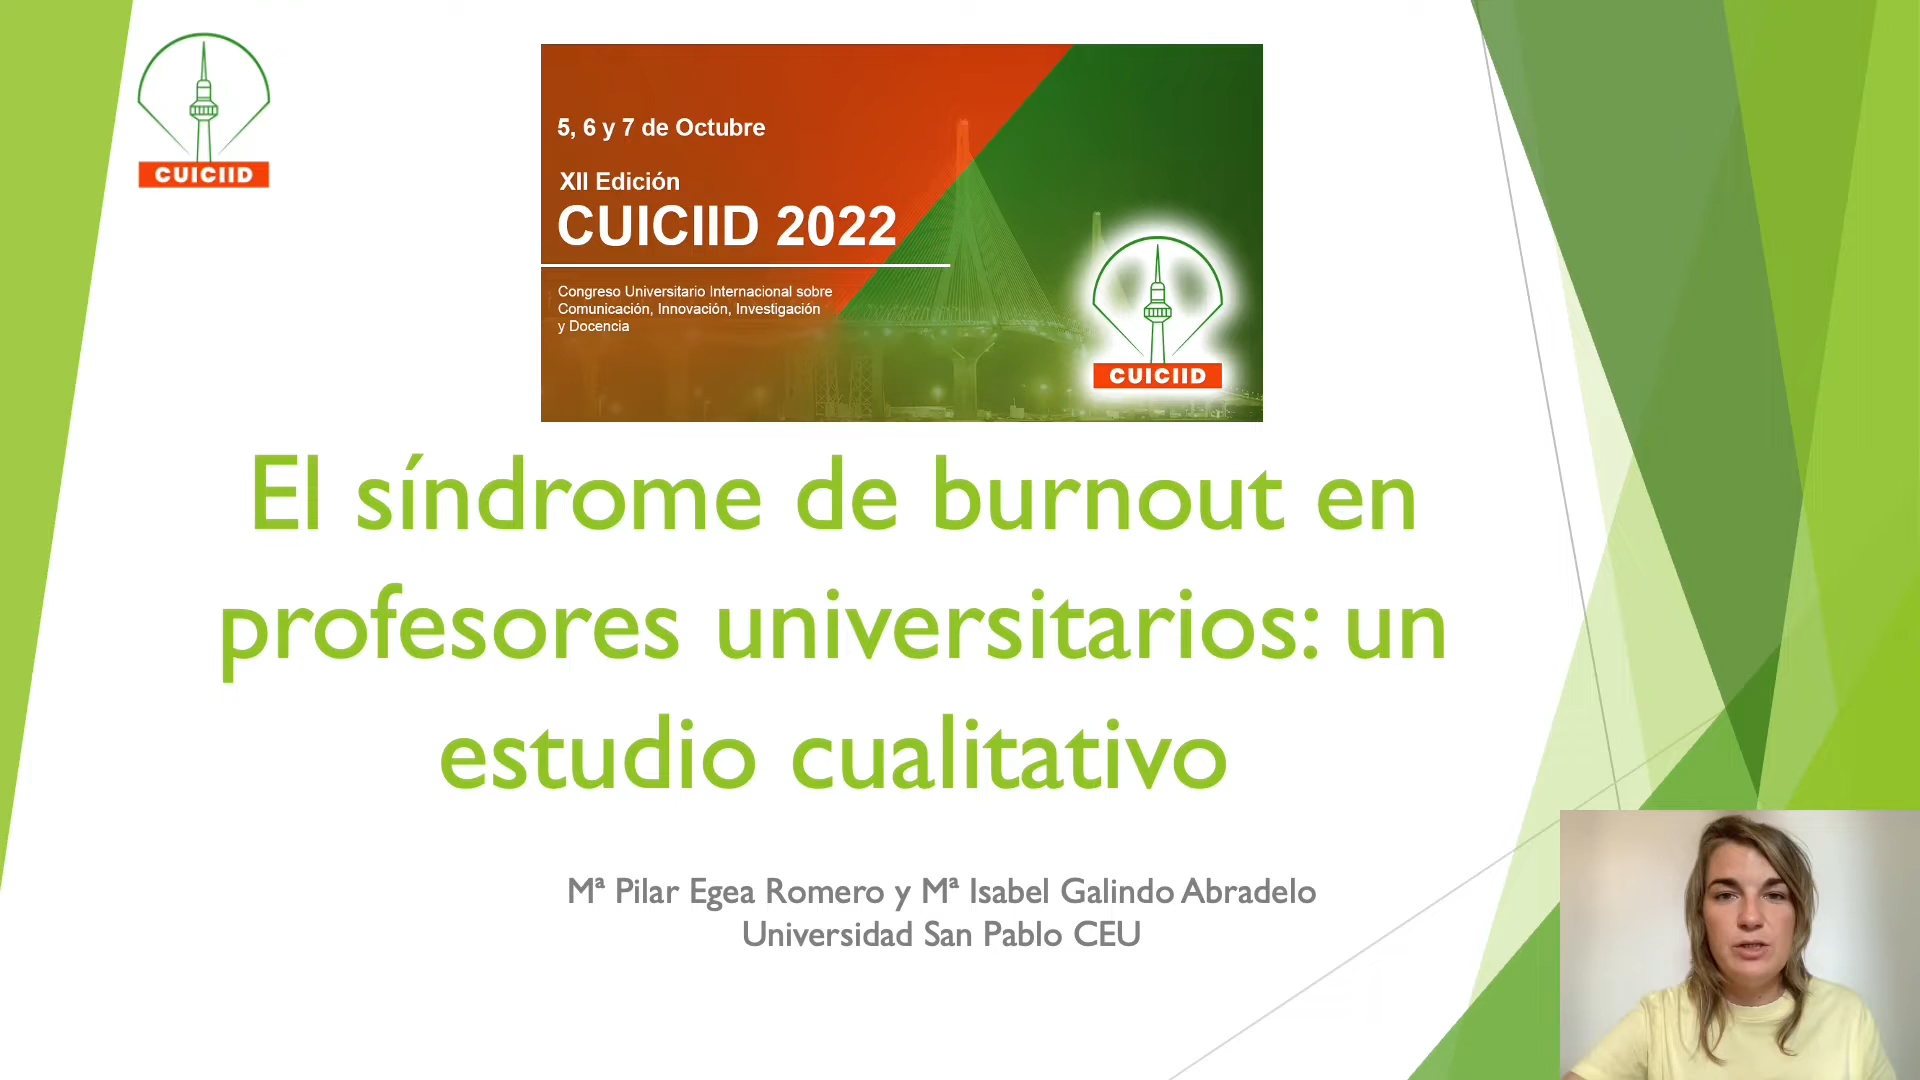 CUICIID
5, 6 y 7 de Octubre
XII Edición
CUICIID 2022
Congreso Universitario Internacional sobre
Comunicación, Innovación, Investigación
y Docencia
CUICIID
El síndrome de burnout en
profesores universitarios: un
estudio cualitativo
Mª Pilar Egea Romero y Mª Isabel Galindo Abradelo
Universidad San Pablo CEU